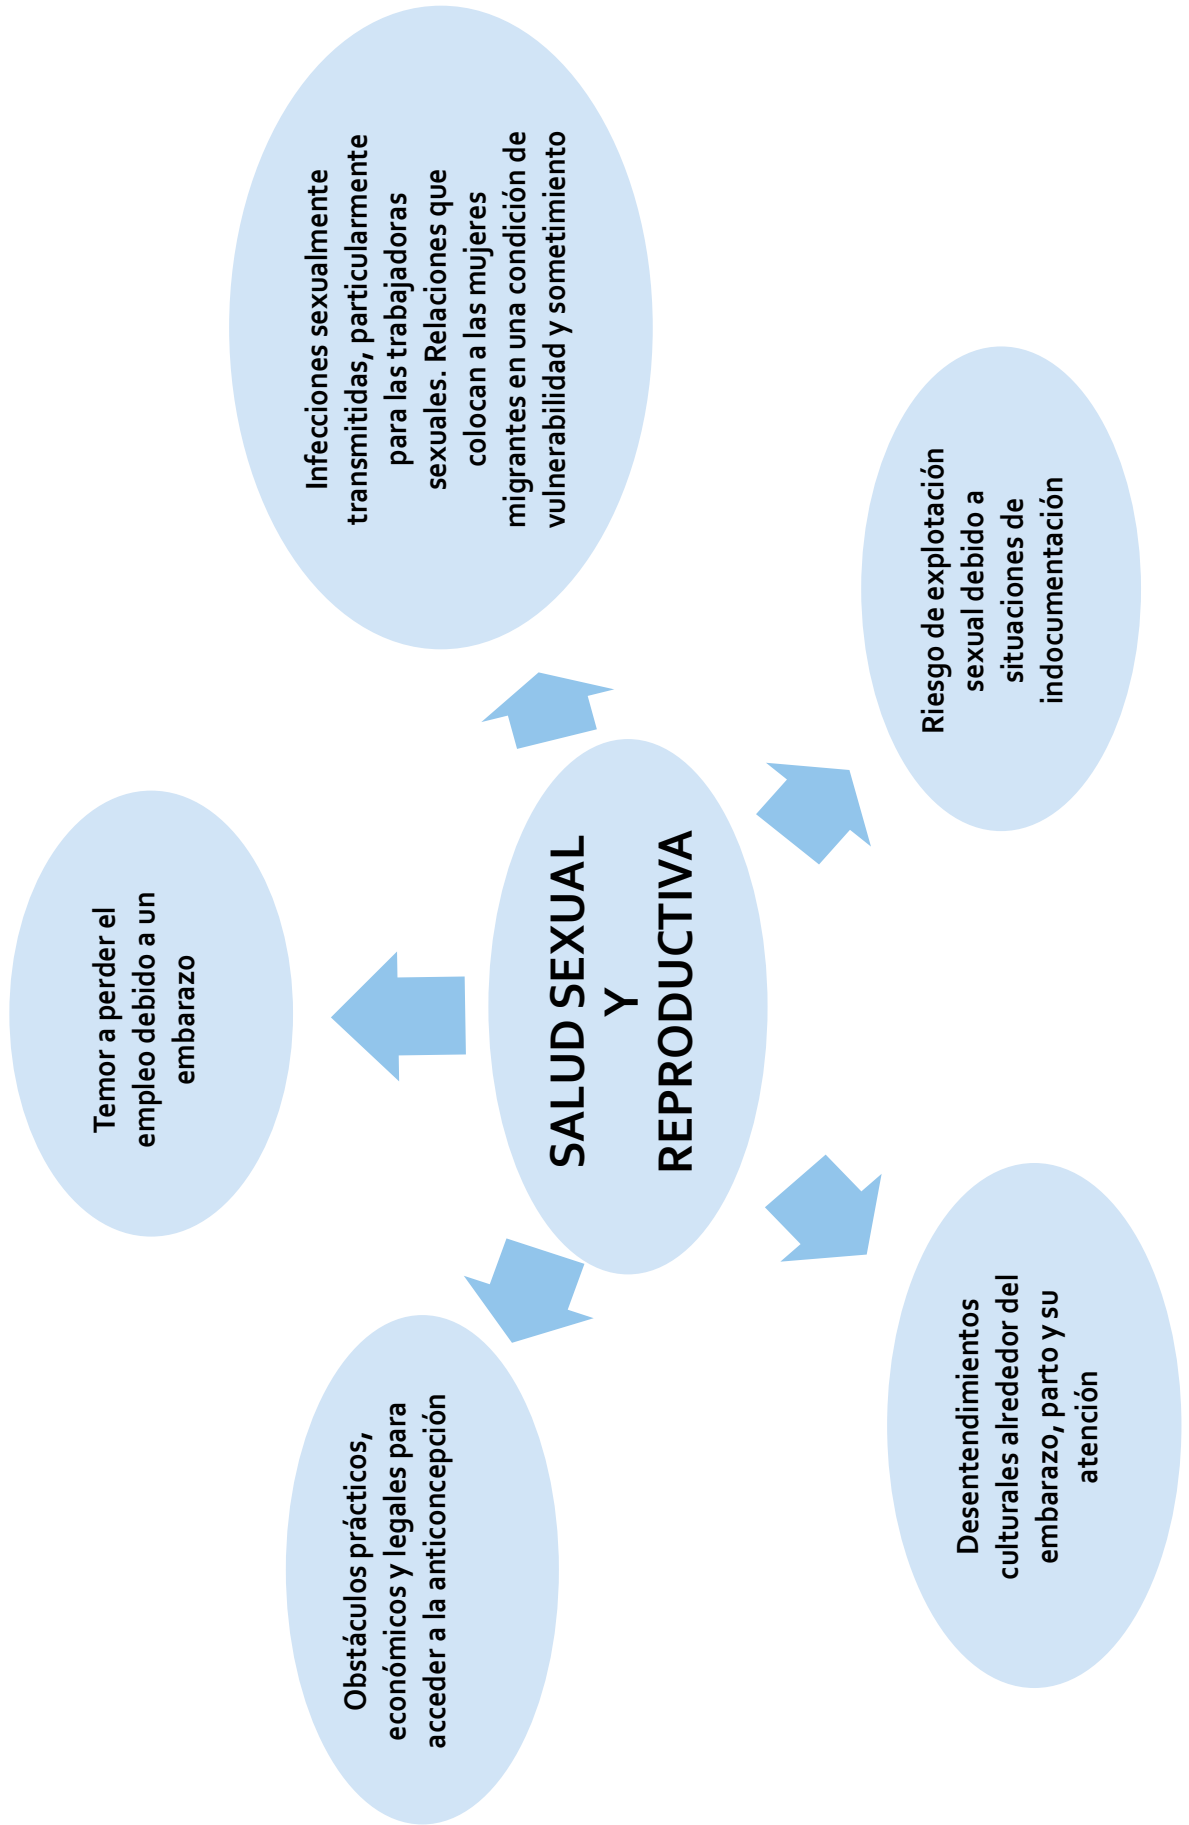 Temor a perder el
empleo debido a un
embarazo
Obstáculos prácticos,
económicos y legales para
acceder a la anticoncepción
Infecciones sexualmente
transmitidas, particularmente
para las trabajadoras
sexuales. Relaciones que
colocan a las mujeres
migrantes en una condición de
vulnerabilidad y sometimiento
SALUD SEXUAL
Y
REPRODUCTIVA
Desentendimientos
culturales alrededor del
embarazo, parto y su
atención
Riesgo de explotación
sexual debido a
situaciones de
indocumentación